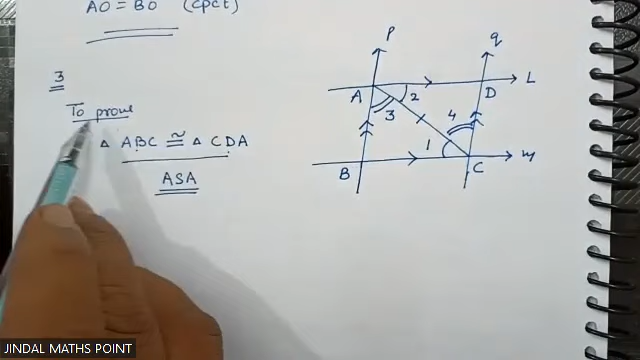 AO = BO (cpct)
3
To prove
△ ABC ≅ △ CDA
ASA
P
q
A
2
D
L
3
4
1
B
C
m
JINDAL MATHS POINT